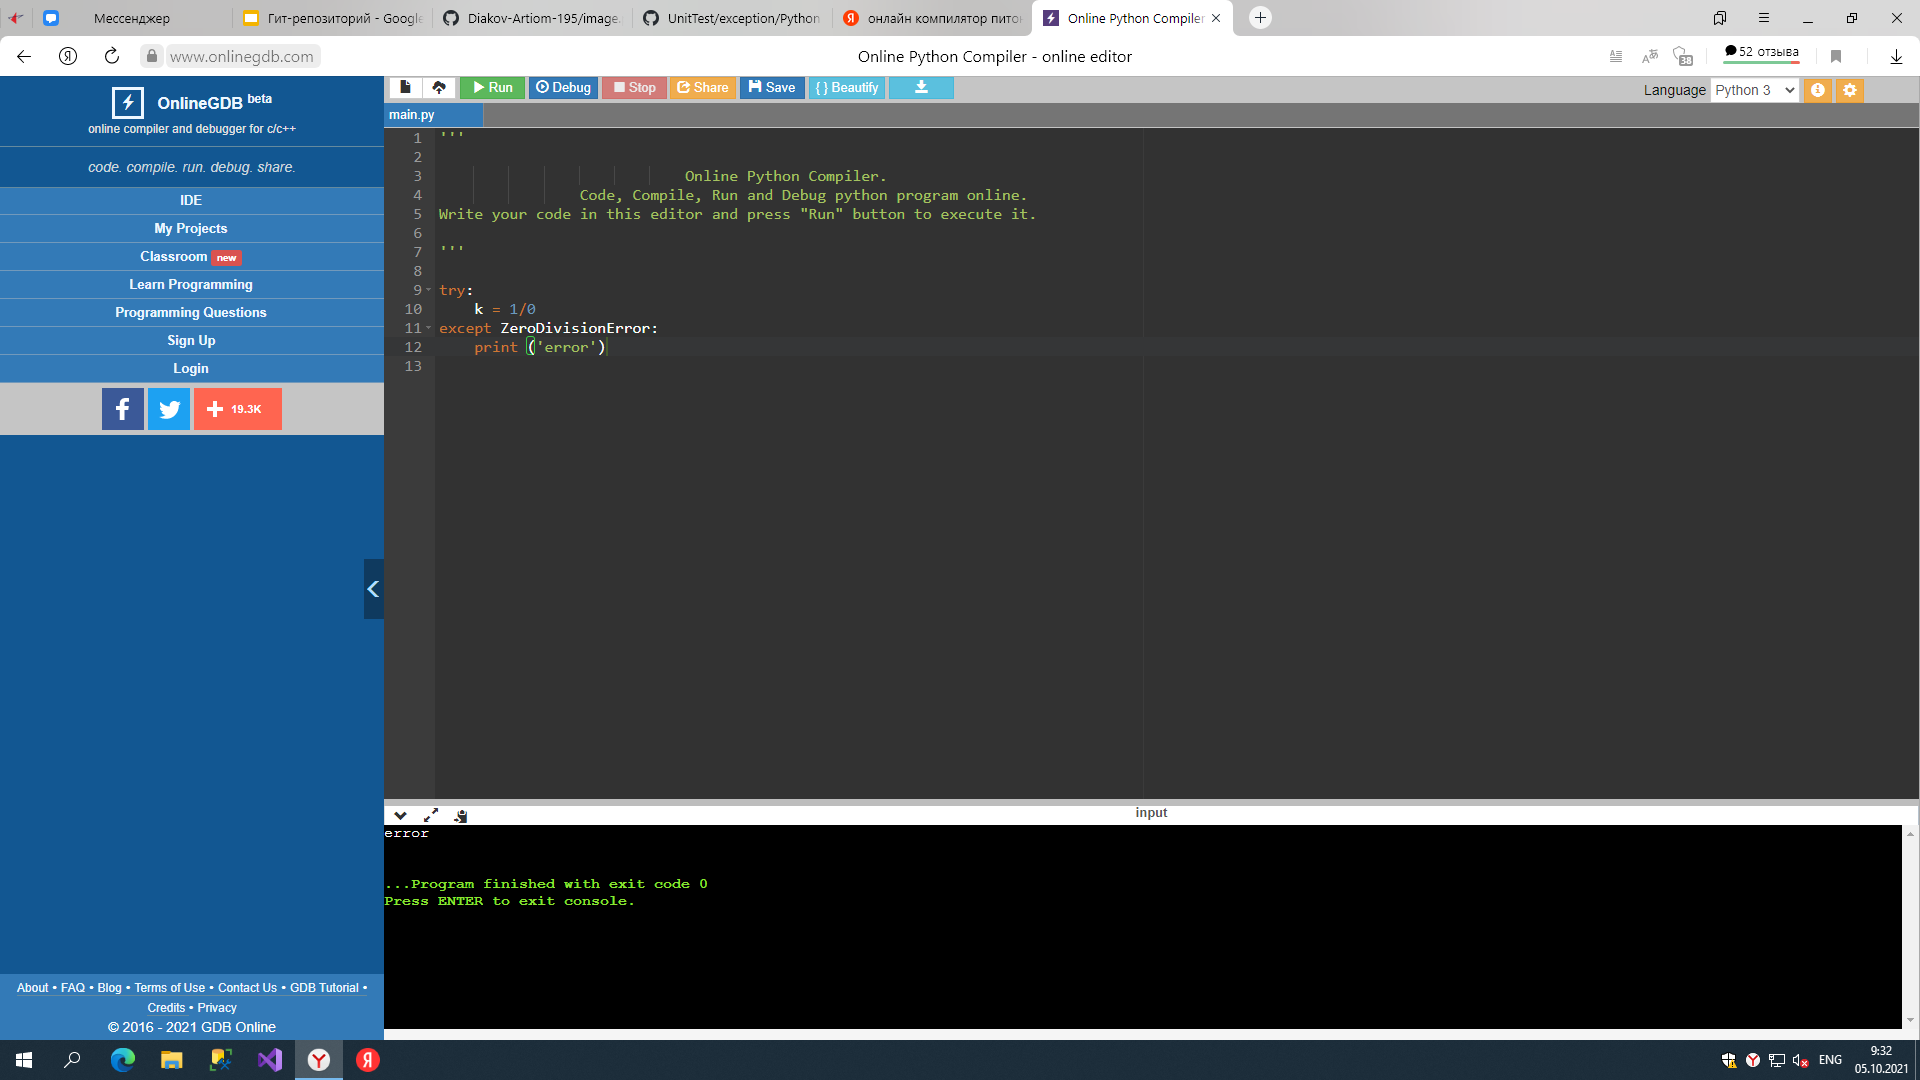 Мессенджер
Гит-репозиторий - Google
Diakov-Artiom-195/image.
UnitTest/exception/Python
онлайн компилятор питон
Online Python Compiler
www.onlinegdb.com
Online Python Compiler - online editor
38
52 отзыва
OnlineGDB beta
online compiler and debugger for c/c++
code. compile. run. debug. share.
IDE
My Projects
Classroom new
Learn Programming
Programming Questions
Sign Up
Login
19.3K
About • FAQ • Blog • Terms of Use • Contact Us • GDB Tutorial •
Credits • Privacy
© 2016 - 2021 GDB Online
Run
Debug
Stop
Share
Save
{ } Beautify
Language Python 3
main.py
1 '''
2
3 Online Python Compiler.
4 Code, Compile, Run and Debug python program online.
5 Write your code in this editor and press "Run" button to execute it.
6
7 '''
8
9 try:
10 k = 1/0
11 except ZeroDivisionError:
12 print ('error')
13
input
error
...Program finished with exit code 0
Press ENTER to exit console.
ENG
9:32
05.10.2021